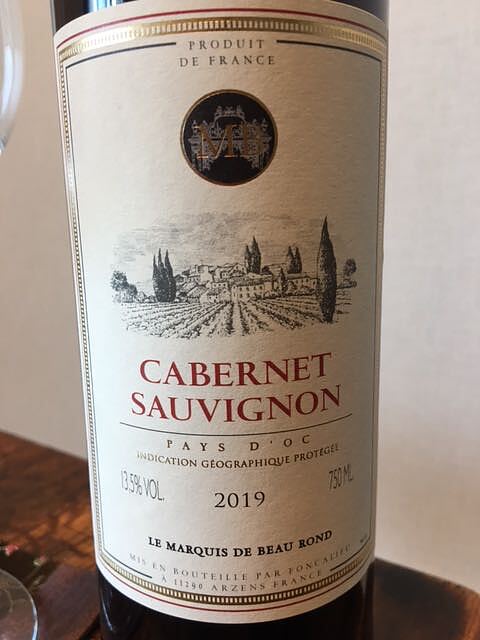 PRODUIT
DE FRANCE
MB
CABERNET
SAUVIGNON
PAYS D'OC
INDICATION GÉOGRAPHIQUE PROTÉGÉE
13,5% VOL.
2019
750 ML
LE MARQUIS DE BEAU ROND
MIS EN BOUTEILLE PAR FONCALIEU
À 11290 ARZENS FRANCE